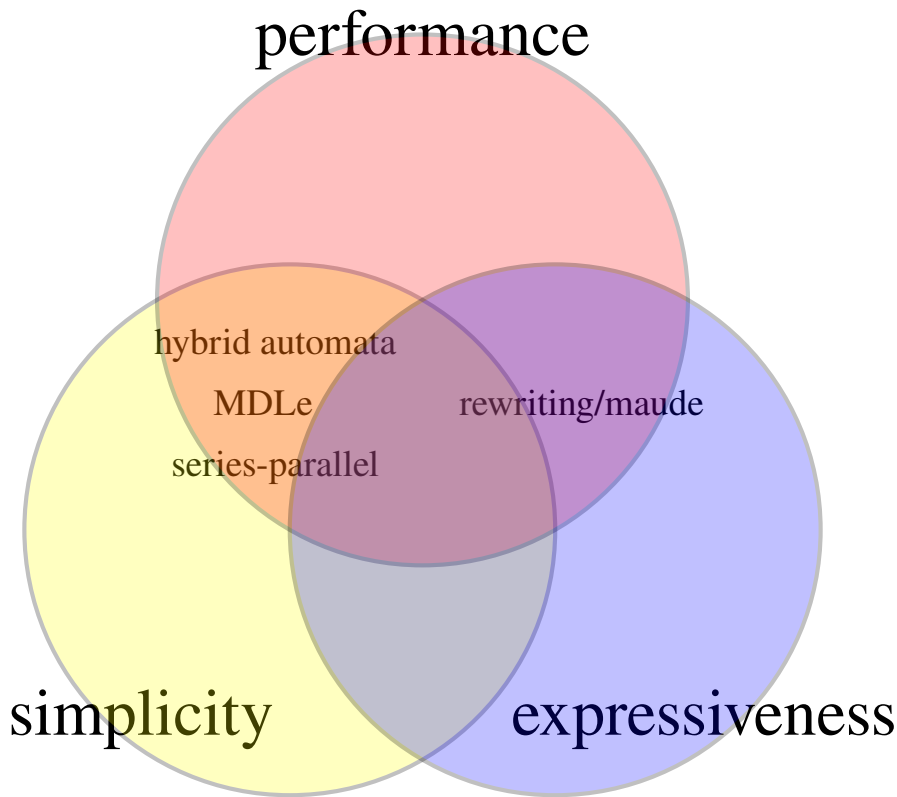 performance
hybrid automata
MDLe
rewriting/maude
series-parallel
simplicity
expressiveness